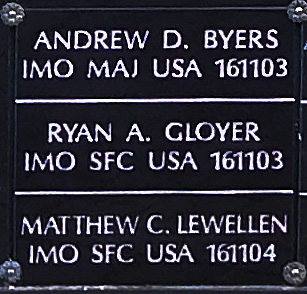 ANDREW D. BYERS
IMO MAJ USA 161103
RYAN A. GLOYER
IMO SFC USA 161103
MATTHEW C. LEWELLEN
IMO SFC USA 161104